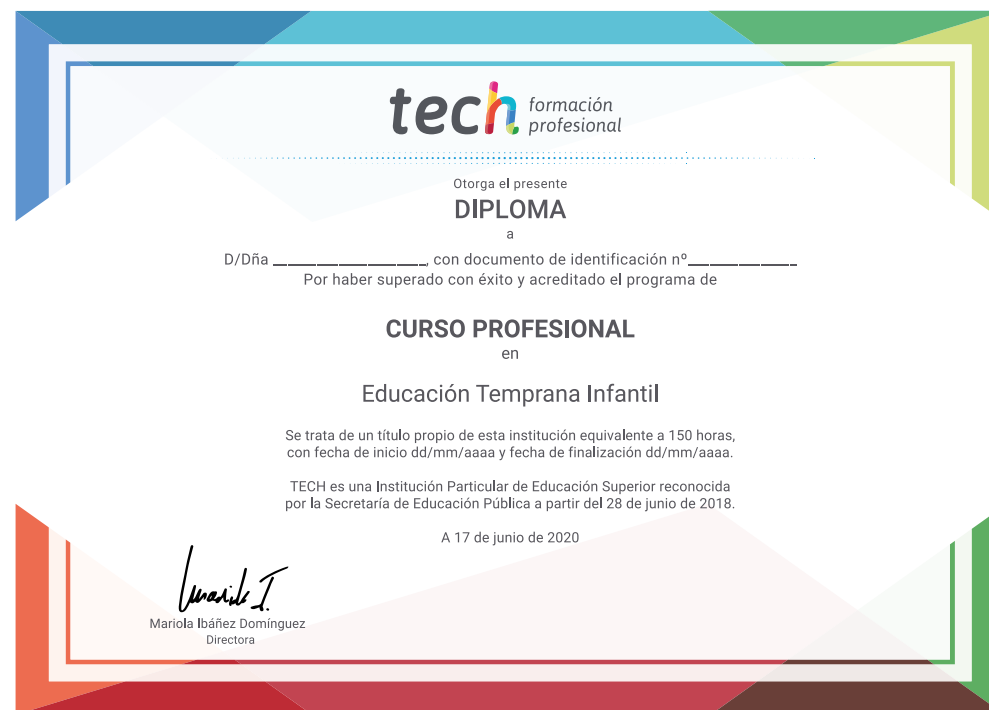 tech formación
profesional
Otorga el presente
DIPLOMA
a
D/Dña _____________________, con documento de identificación nº_______________
Por haber superado con éxito y acreditado el programa de
CURSO PROFESIONAL
en
Educación Temprana Infantil
Se trata de un título propio de esta institución equivalente a 150 horas,
con fecha de inicio dd/mm/aaaa y fecha de finalización dd/mm/aaaa.
TECH es una Institución Particular de Educación Superior reconocida
por la Secretaría de Educación Pública a partir del 28 de junio de 2018.
A 17 de junio de 2020
Mariola Ibáñez Domínguez
Directora